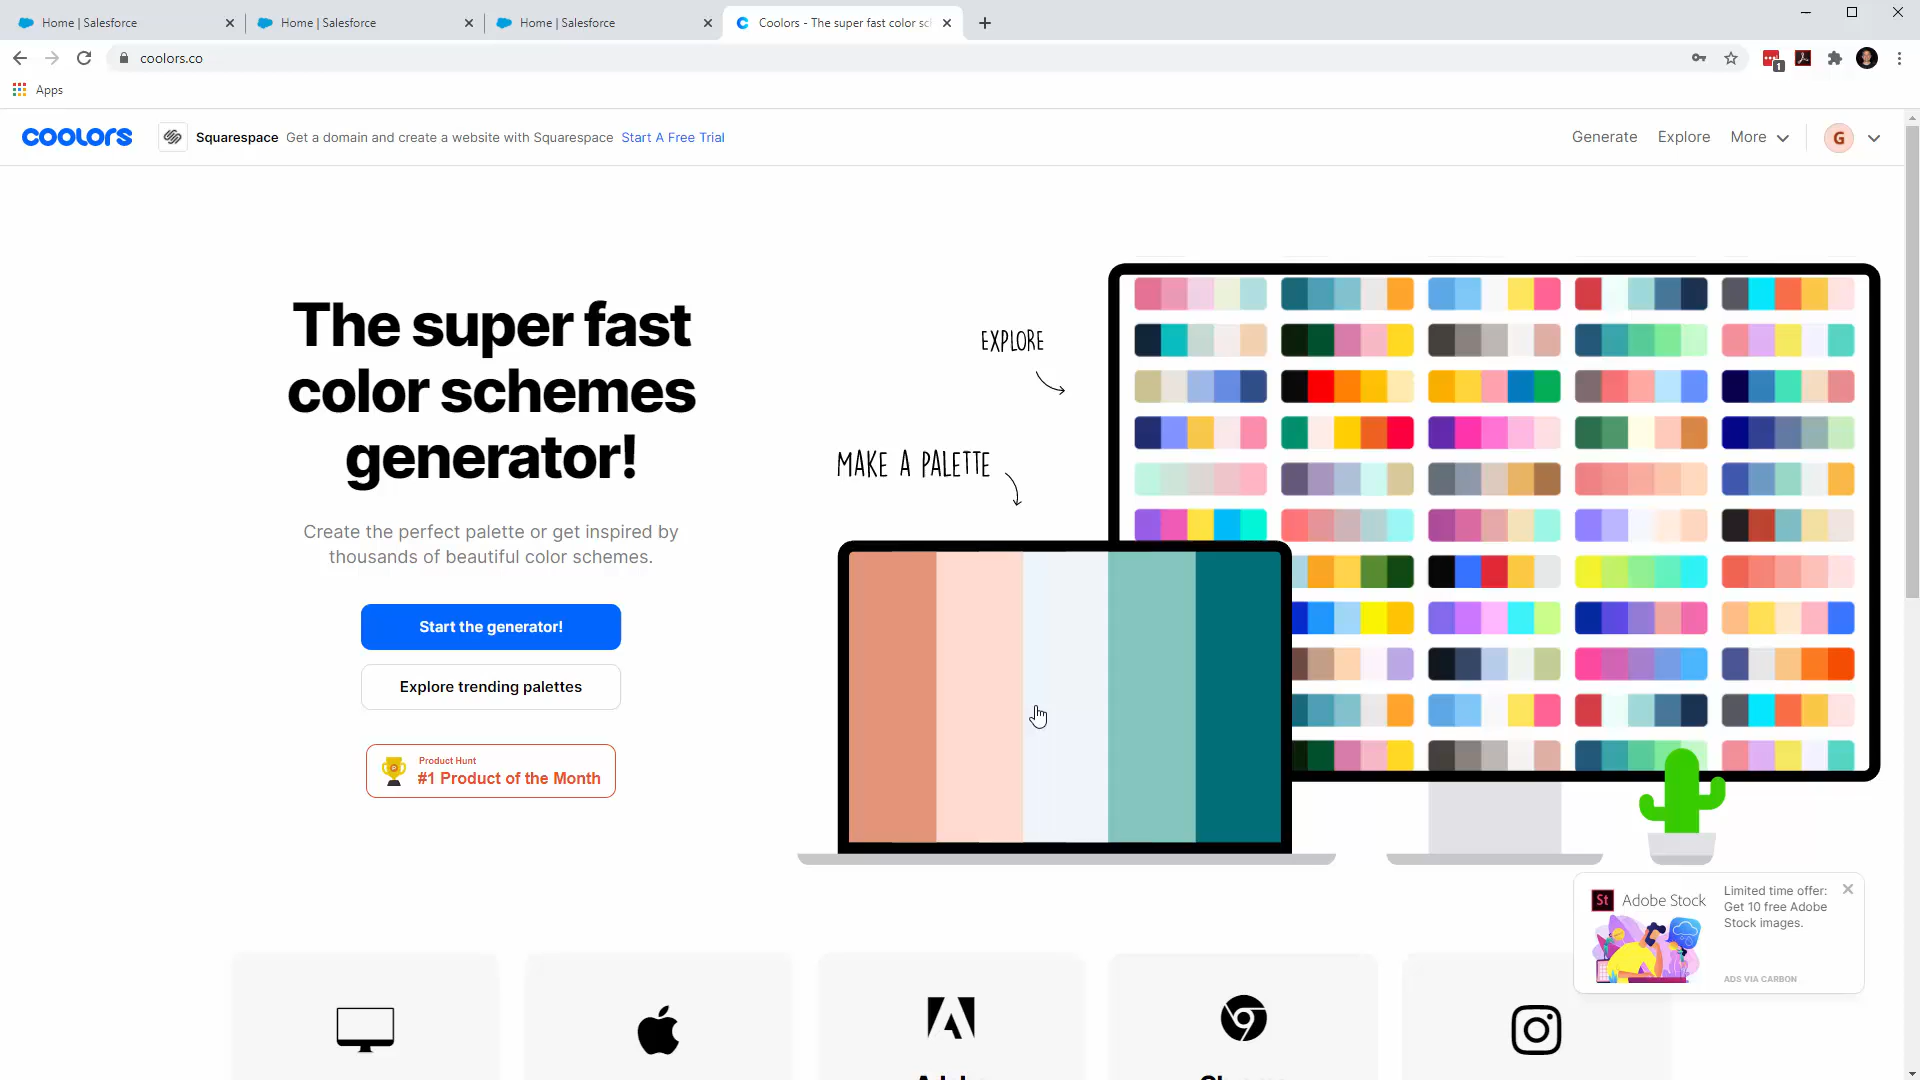 Home | Salesforce
Home | Salesforce
Home | Salesforce
Coolors - The super fast color sc
coolors.co
1
Apps
coolors
Squarespace Get a domain and create a website with Squarespace Start A Free Trial
Generate Explore More
G
The super fast
color schemes
generator!
Create the perfect palette or get inspired by
thousands of beautiful color schemes.
Start the generator!
Explore trending palettes
Product Hunt
#1 Product of the Month
EXPLORE
MAKE A PALETTE
St Adobe Stock
Limited time offer:
Get 10 free Adobe
Stock images.
ADS VIA CARBON